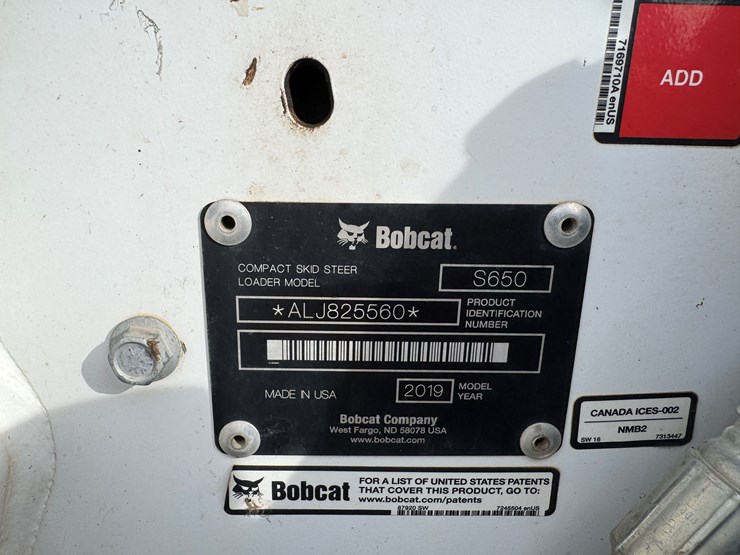 7169710A enUS
ADD
Bobcat.
COMPACT SKID STEER
LOADER MODEL
S650
*ALJ825560*
PRODUCT
IDENTIFICATION
NUMBER
MADE IN USA
2019
MODEL
YEAR
Bobcat Company
West Fargo, ND 58078 USA
www.bobcat.com
CANADA ICES-002
NMB2
SW 16
7313447
Bobcat
FOR A LIST OF UNITED STATES PATENTS
THAT COVER THIS PRODUCT, GO TO:
www.bobcat.com/patents
87920 SW
7245504 enUS